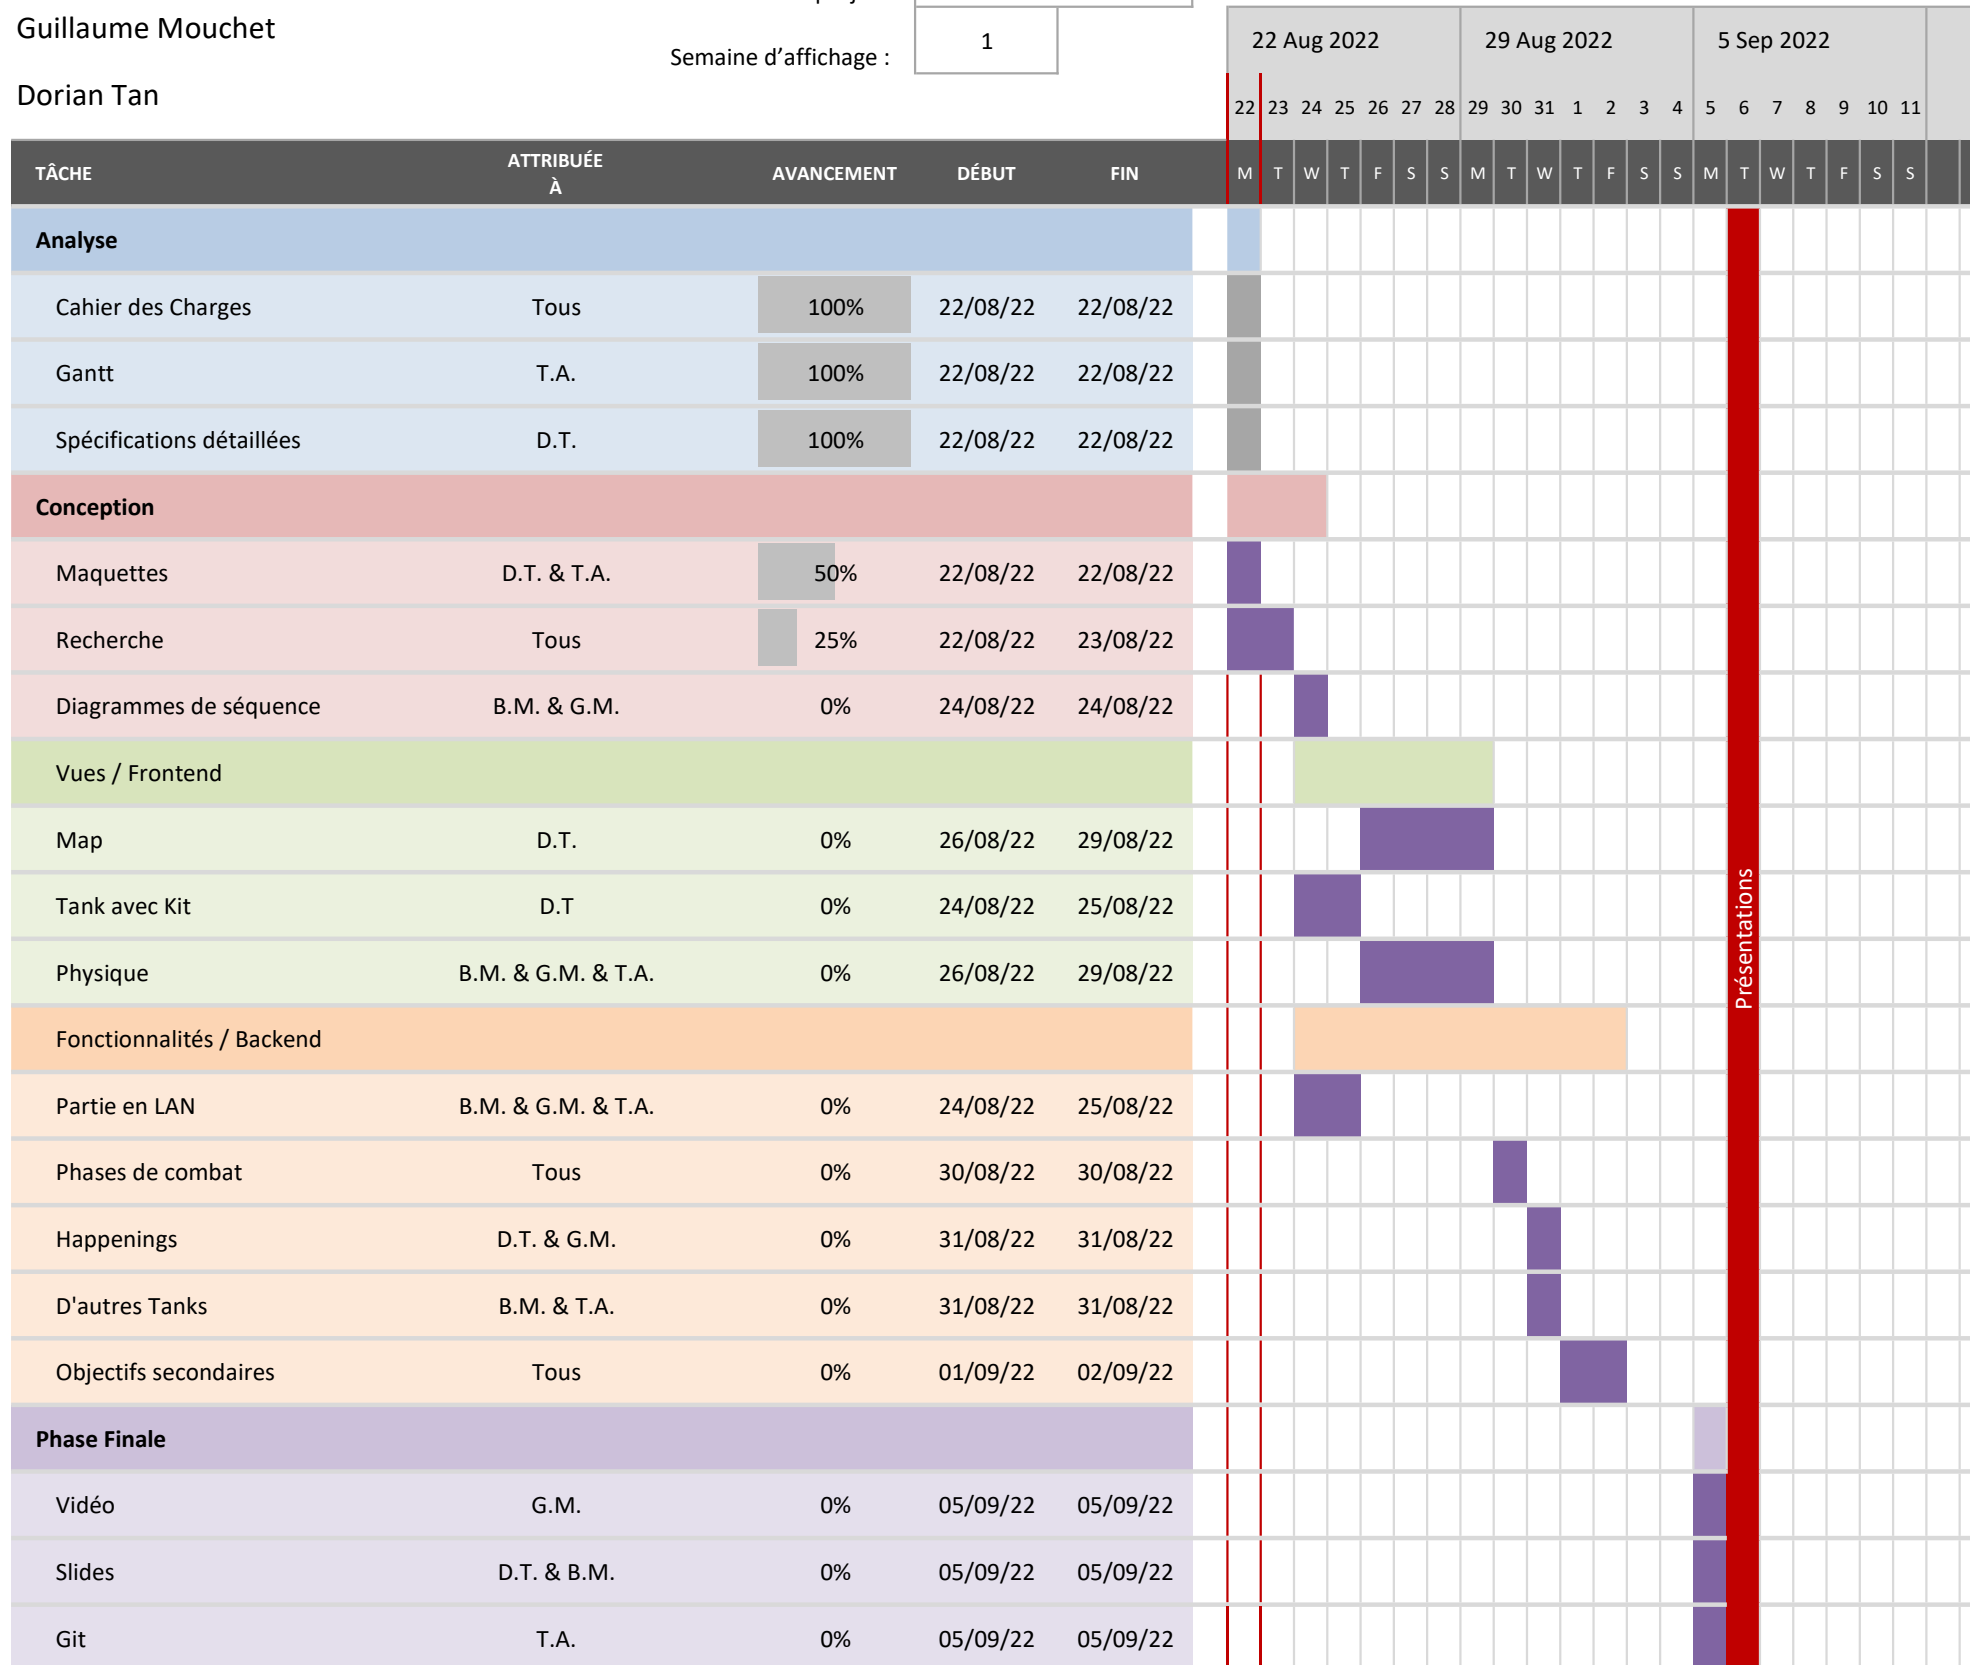 Guillaume Mouchet
Semaine d'affichage : 1
Dorian Tan
22 Aug 2022 29 Aug 2022 5 Sep 2022
22 23 24 25 26 27 28 29 30 31 1 2 3 4 5 6 7 8 9 10 11
TÂCHE ATTRIBUÉE À AVANCEMENT DÉBUT FIN M T W T F S S M T W T F S S M T W T F S S
Analyse
Cahier des Charges Tous 100% 22/08/22 22/08/22
Gantt T.A. 100% 22/08/22 22/08/22
Spécifications détaillées D.T. 100% 22/08/22 22/08/22
Conception
Maquettes D.T. & T.A. 50% 22/08/22 22/08/22
Recherche Tous 25% 22/08/22 23/08/22
Diagrammes de séquence B.M. & G.M. 0% 24/08/22 24/08/22
Vues / Frontend
Map D.T. 0% 26/08/22 29/08/22
Tank avec Kit D.T 0% 24/08/22 25/08/22
Physique B.M. & G.M. & T.A. 0% 26/08/22 29/08/22
Présentations
Fonctionnalités / Backend
Partie en LAN B.M. & G.M. & T.A. 0% 24/08/22 25/08/22
Phases de combat Tous 0% 30/08/22 30/08/22
Happenings D.T. & G.M. 0% 31/08/22 31/08/22
D'autres Tanks B.M. & T.A. 0% 31/08/22 31/08/22
Objectifs secondaires Tous 0% 01/09/22 02/09/22
Phase Finale
Vidéo G.M. 0% 05/09/22 05/09/22
Slides D.T. & B.M. 0% 05/09/22 05/09/22
Git T.A. 0% 05/09/22 05/09/22